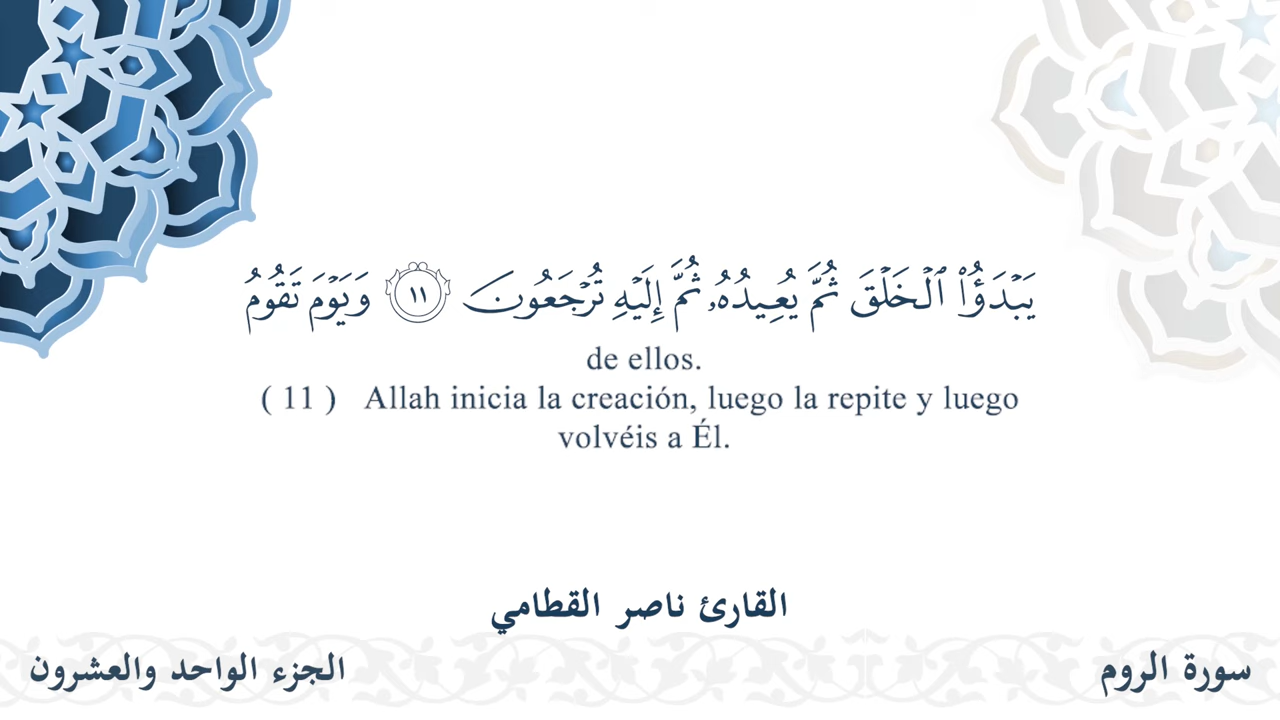 يَبۡدَؤُاْ ٱلۡخَلۡقَ ثُمَّ يُعِيدُهُۥ ثُمَّ إِلَيۡهِ تُرۡجَعُونَ ١١ وَيَوۡمَ تَقُومُ
de ellos.
( 11 ) Allah inicia la creación, luego la repite y luego
volvéis a Él.
القارئ ناصر القطامي
سورة الروم
الجزء الواحد والعشرون